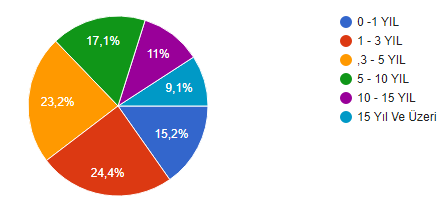 17,1%
11%
9,1%
23,2%
15,2%
24,4%
0 -1 YIL
1 - 3 YIL
,3 - 5 YIL
5 - 10 YIL
10 - 15 YIL
15 Yıl Ve Üzeri